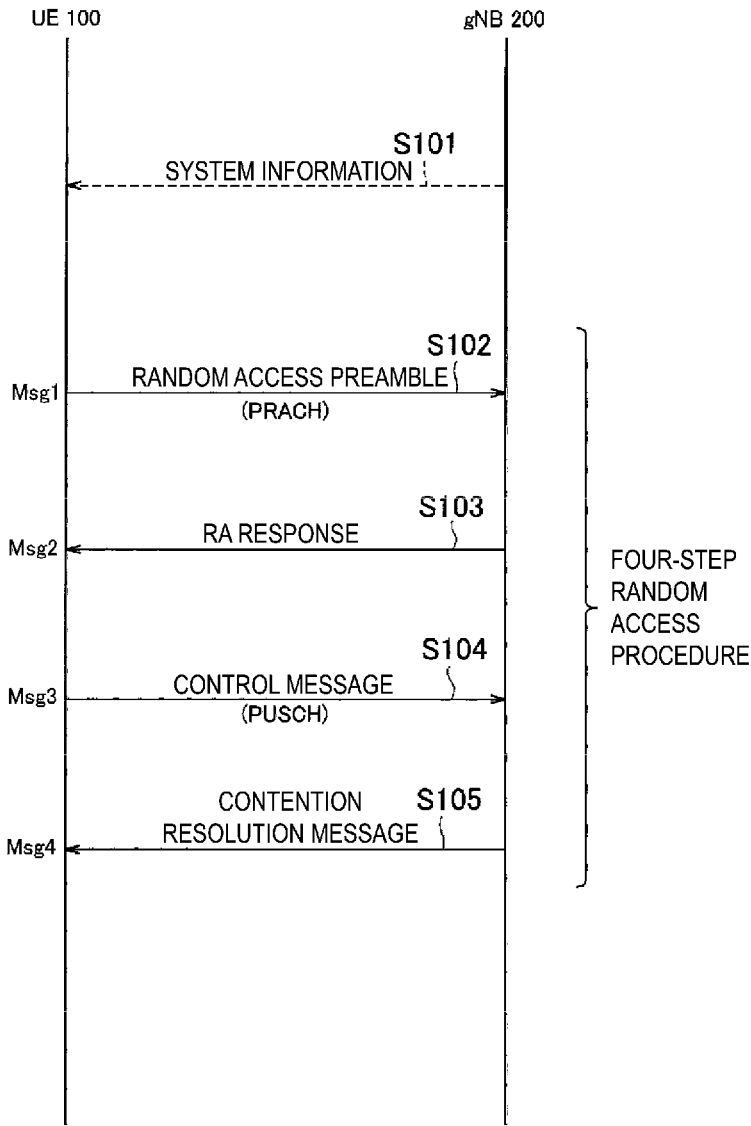 UE 100
gNB 200
S101
SYSTEM INFORMATION
S102
RANDOM ACCESS PREAMBLE
Msg1
(PRACH)
S103
RA RESPONSE
Msg2
FOUR-STEP
RANDOM
ACCESS
PROCEDURE
S104
CONTROL MESSAGE
Msg3
(PUSCH)
S105
CONTENTION
RESOLUTION MESSAGE
Msg4